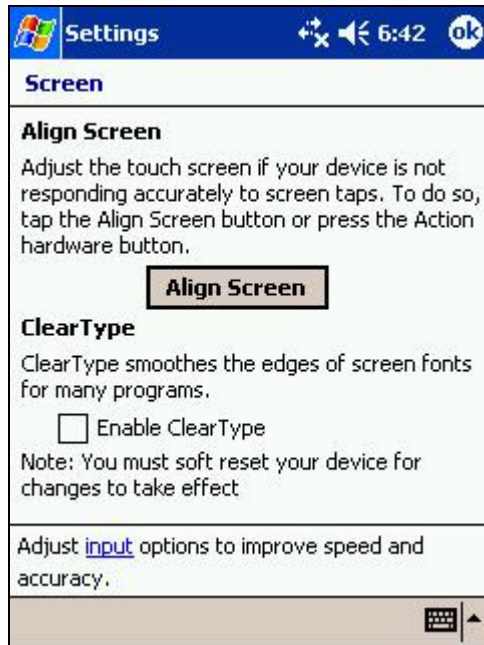 Settings 6:42 ok
Screen
Align Screen
Adjust the touch screen if your device is not
responding accurately to screen taps. To do so,
tap the Align Screen button or press the Action
hardware button.
Align Screen
ClearType
ClearType smoothes the edges of screen fonts
for many programs.
Enable ClearType
Note: You must soft reset your device for
changes to take effect
Adjust input options to improve speed and
accuracy.